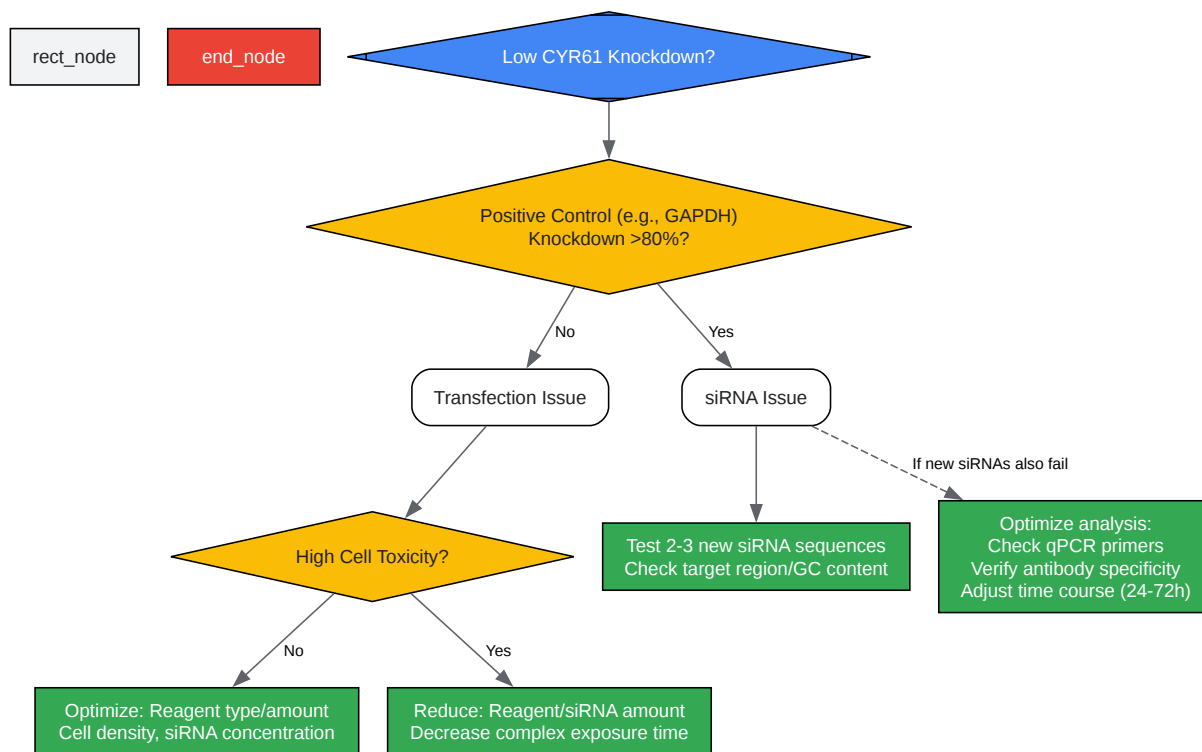 rect_node
end_node
Low CYR61 Knockdown?
Positive Control (e.g., GAPDH)
Knockdown >80%?
No
Yes
Transfection Issue
siRNA Issue
If new siRNAs also fail
High Cell Toxicity?
Test 2-3 new siRNA sequences
Check target region/GC content
Optimize analysis:
Check qPCR primers
Verify antibody specificity
Adjust time course (24-72h)
No
Yes
Optimize: Reagent type/amount
Cell density, siRNA concentration
Reduce: Reagent/siRNA amount
Decrease complex exposure time